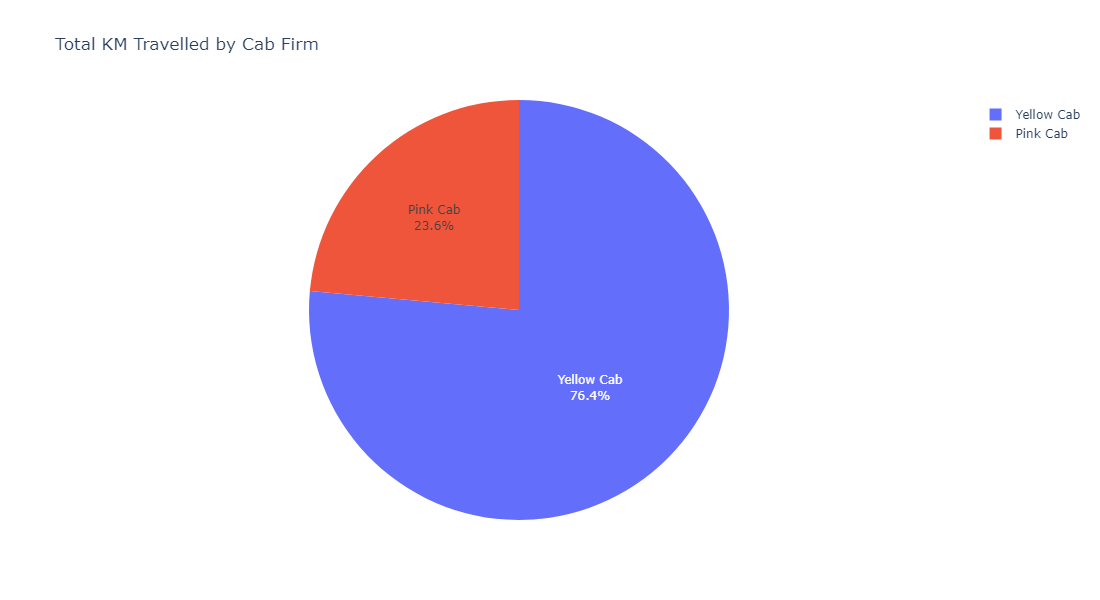 Total KM Travelled by Cab Firm
Yellow Cab
Pink Cab
Pink Cab
23.6%
Yellow Cab
76.4%